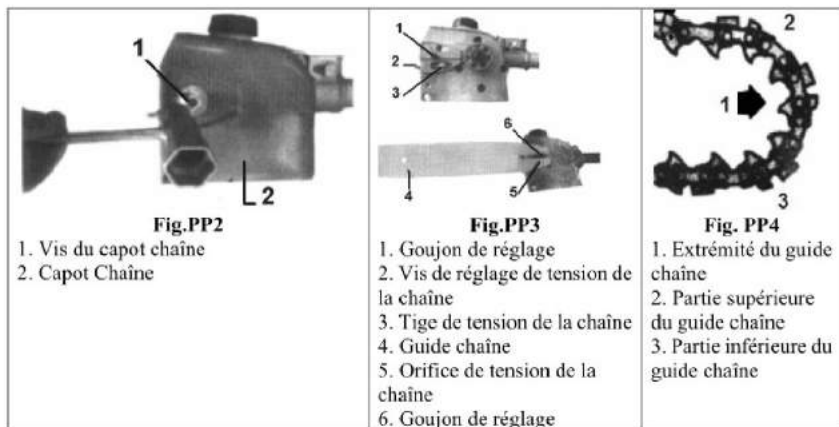 1
2
Fig.PP2
1. Vis du capot chaîne
2. Capot Chaîne
1
2
3
6
4
5
Fig.PP3
1. Goujon de réglage
2. Vis de réglage de tension de
la chaîne
3. Tige de tension de la chaîne
4. Guide chaîne
5. Orifice de tension de la
chaîne
6. Goujon de réglage
2
1
3
Fig. PP4
1. Extrémité du guide
chaîne
2. Partie supérieure
du guide chaîne
3. Partie inférieure du
guide chaîne